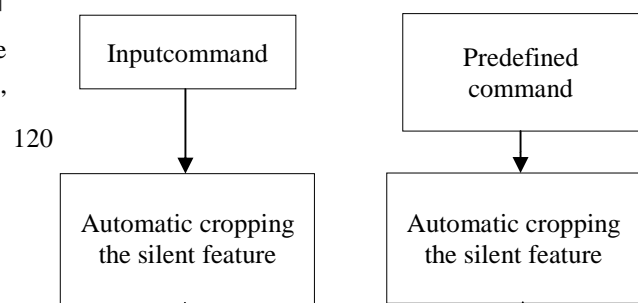 Inputcommand
Predefined
command
120
Automatic cropping
the silent feature
Automatic cropping
the silent feature